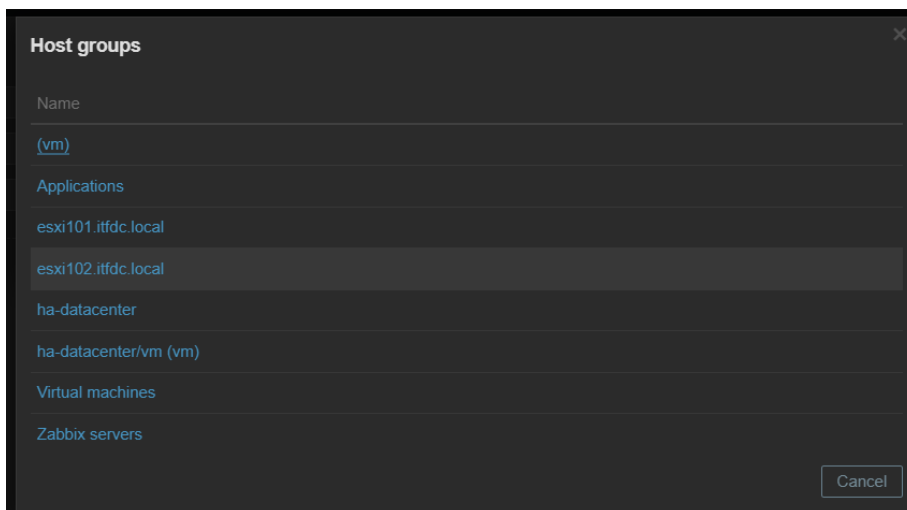 Host groups
Name
(vm)
Applications
esxi101.itfdc.local
esxi102.itfdc.local
ha-datacenter
ha-datacenter/vm (vm)
Virtual machines
Zabbix servers
Cancel